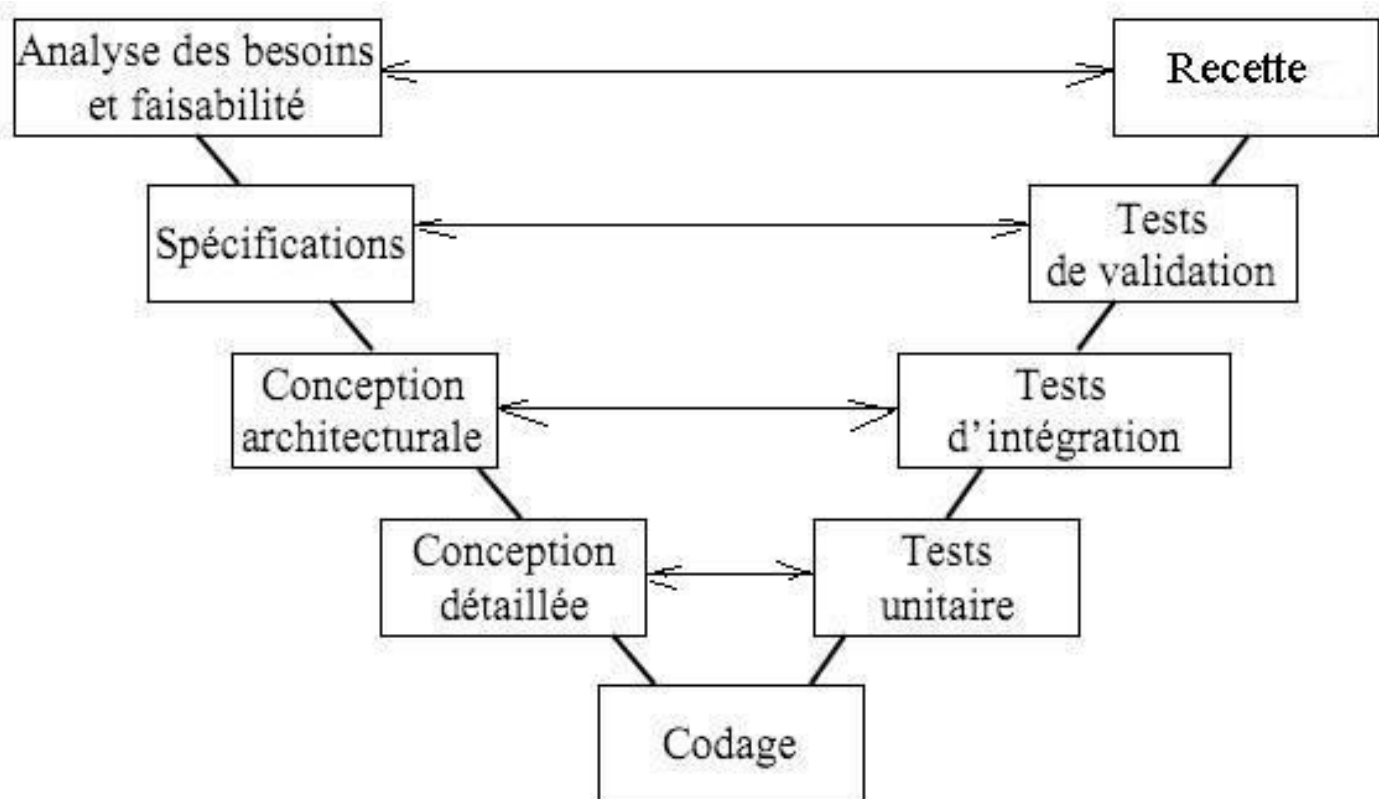 Analyse des besoins
et faisabilité
Recette
Spécifications
Tests
de validation
Conception
architecturale
Tests
d'intégration
Conception
détaillée
Tests
unitaire
Codage